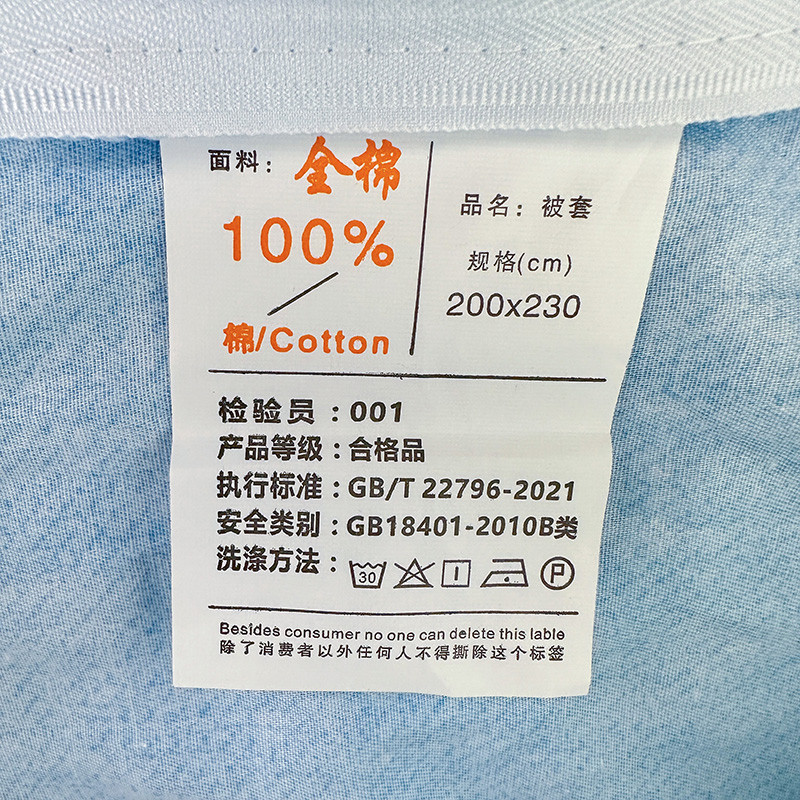 面料：全棉
100%
棉/Cotton
品名：被套
规格(cm)
200x230
检验员：001
产品等级：合格品
执行标准：GB/T 22796-2021
安全类别：GB18401-2010B类
洗涤方法：30 P
Besides consumer no one can delete this lable
除了消费者以外任何人不得撕除这个标签